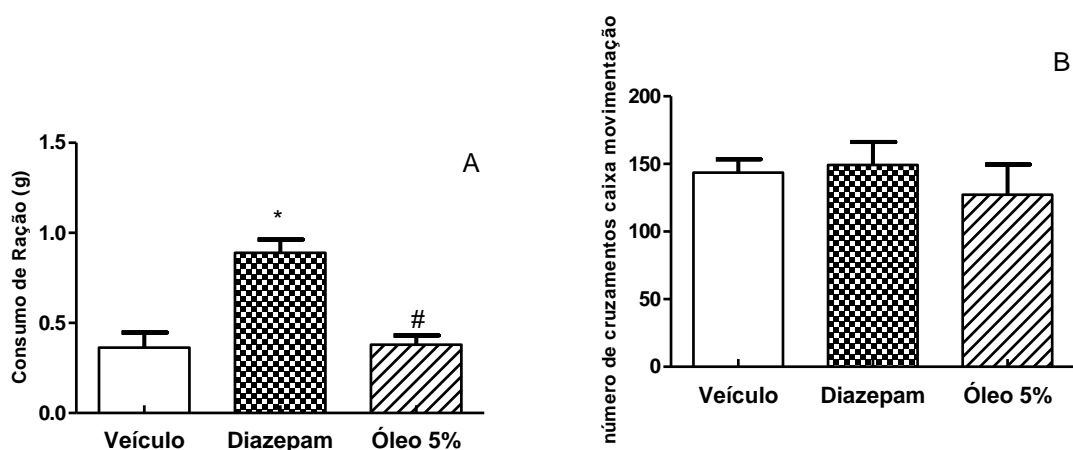 A
Consumo de Ração (g)
1.5
1.0
0.5
0.0
*
#
Veículo Diazepam Óleo 5%
B
número de cruzamentos caixa movimentação
200
150
100
50
0
Veículo Diazepam Óleo 5%